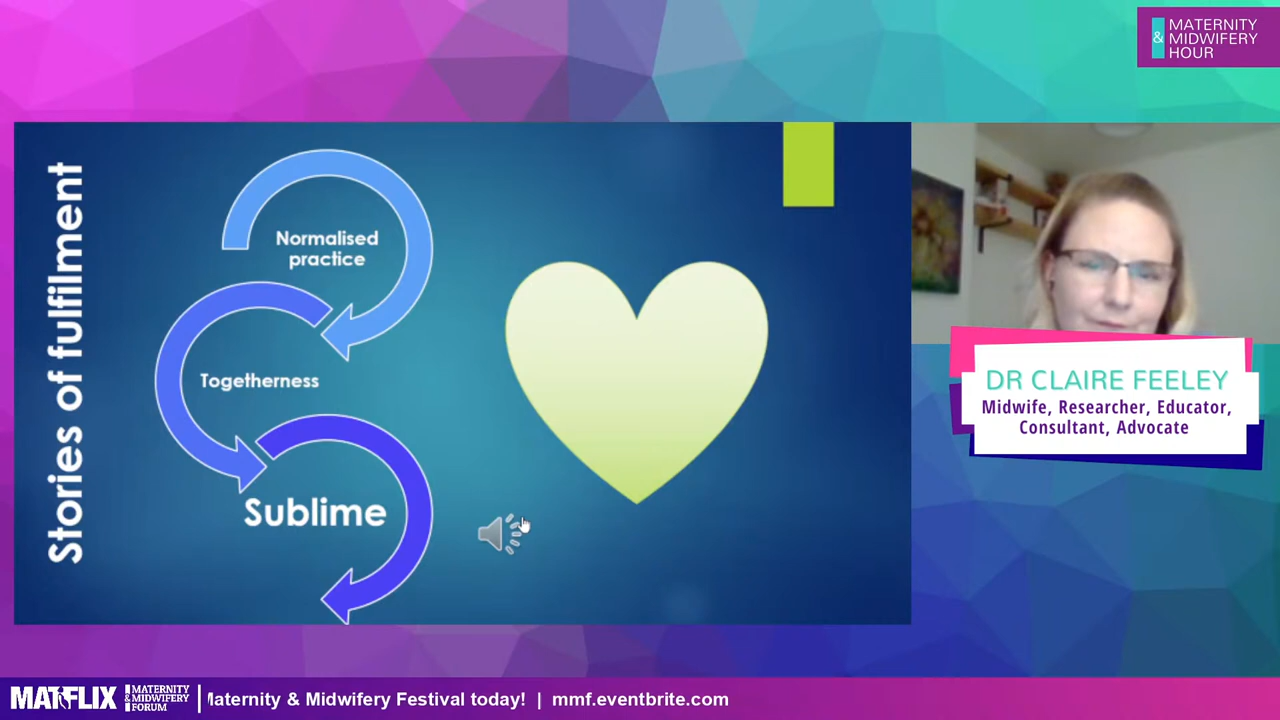 MATERNITY
& MIDWIFERY
HOUR
Stories of fulfilment
Normalised
practice
Togetherness
Sublime
DR CLAIRE FEELEY
Midwife, Researcher, Educator,
Consultant, Advocate
MATFLIX
MATERNITY
& MIDWIFERY
FORUM
aternity & Midwifery Festival today! | mmf.eventbrite.com